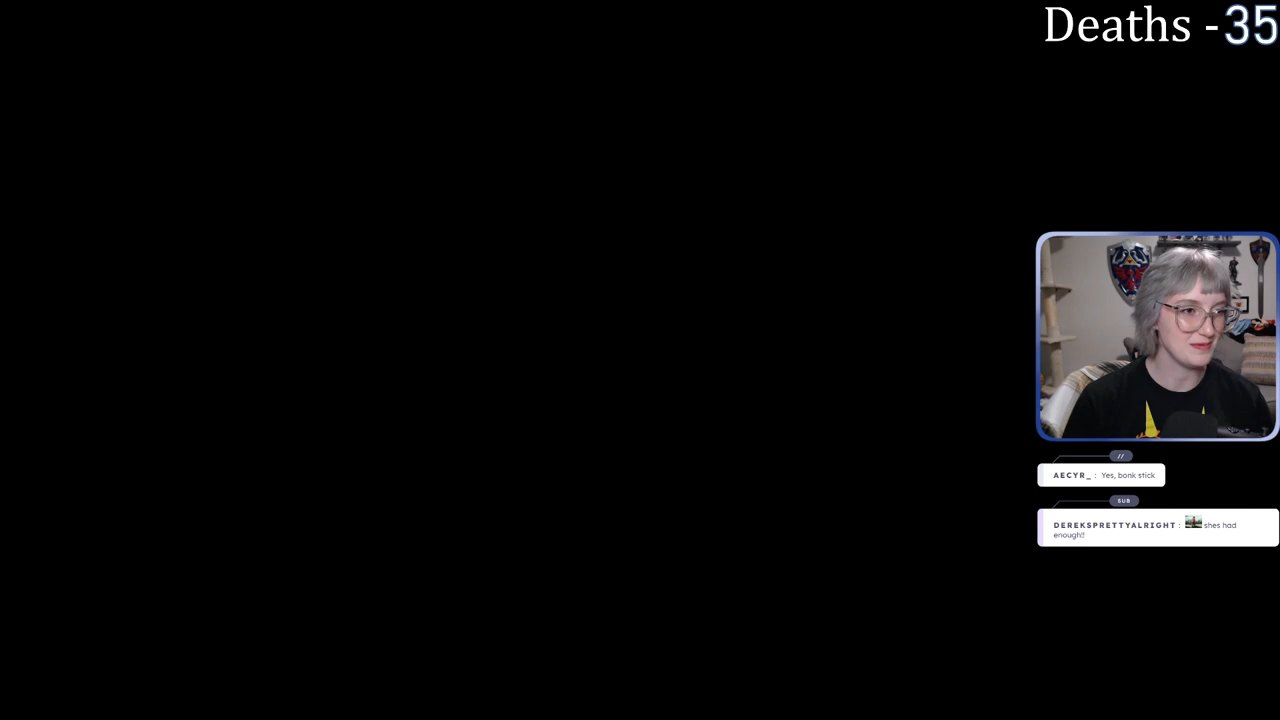 Deaths - 35
//
AECYR_ : Yes, bonk stick
SUB
DEREKSPRETTYALRIGHT : shes had
enough!!